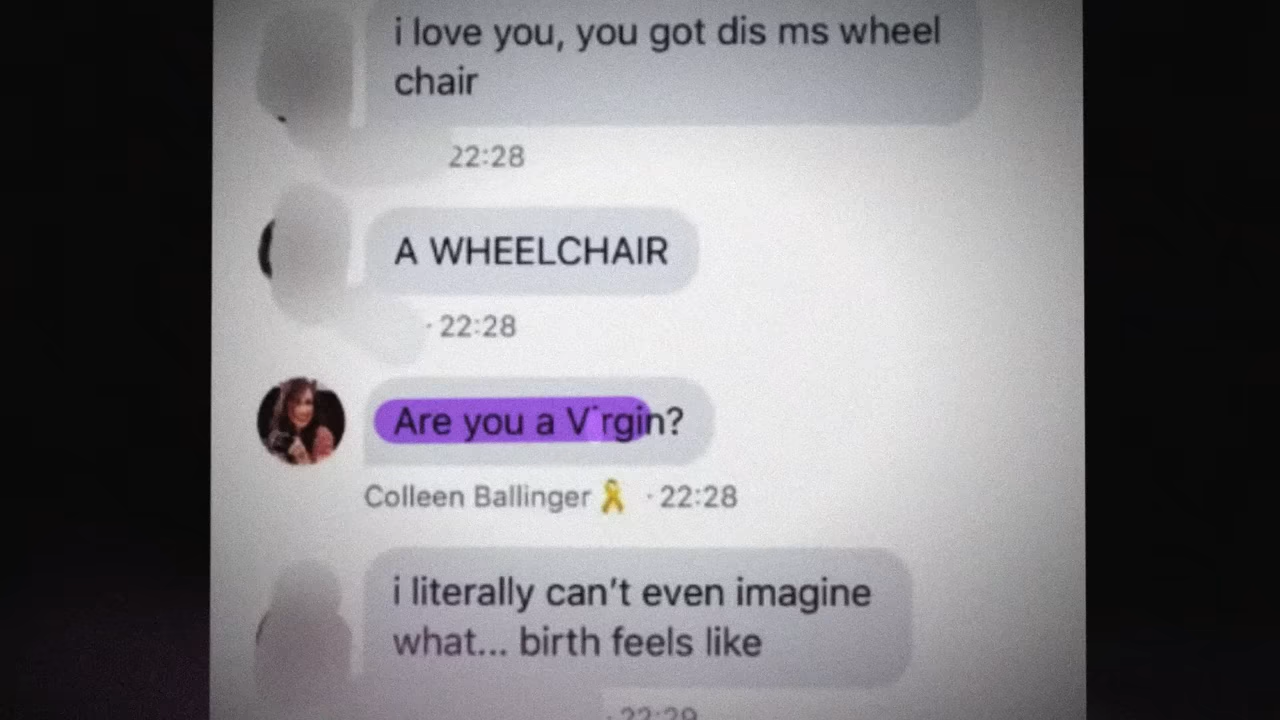 i love you, you got dis ms wheel
chair
22:28
A WHEELCHAIR
· 22:28
Are you a V˙rgin?
Colleen Ballinger 🎗 · 22:28
i literally can't even imagine
what... birth feels like
· 22:29